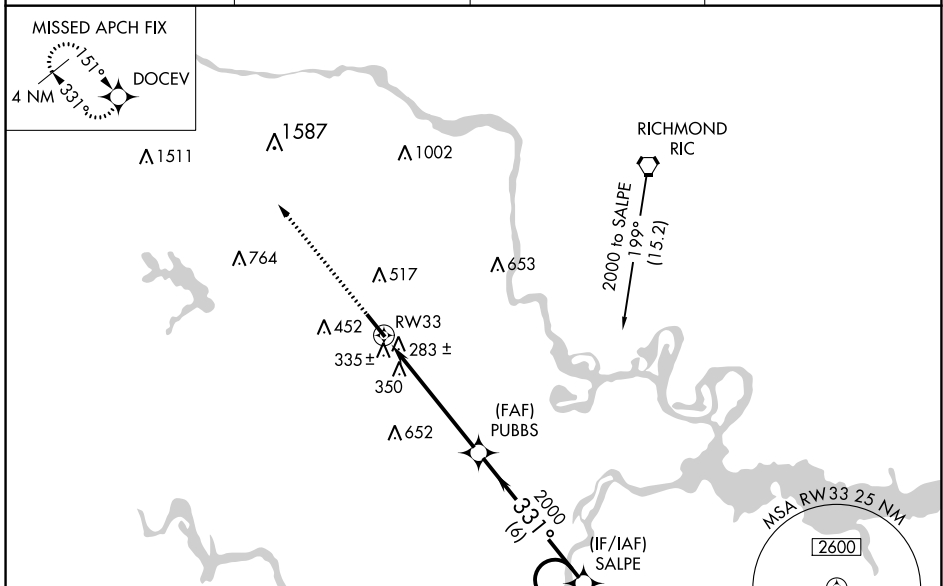 MISSED APCH FIX
151°
DOCEV
4 NM
331°
1587
1511
1002
RICHMOND
RIC
2000 to SALPE
199°
(15.2)
764
517
653
452
RW33
335 ±
283 ±
350
652
(FAF)
PUBBS
2000
331°
(6)
(IF/IAF)
SALPE
MSA RW33 25 NM
2600